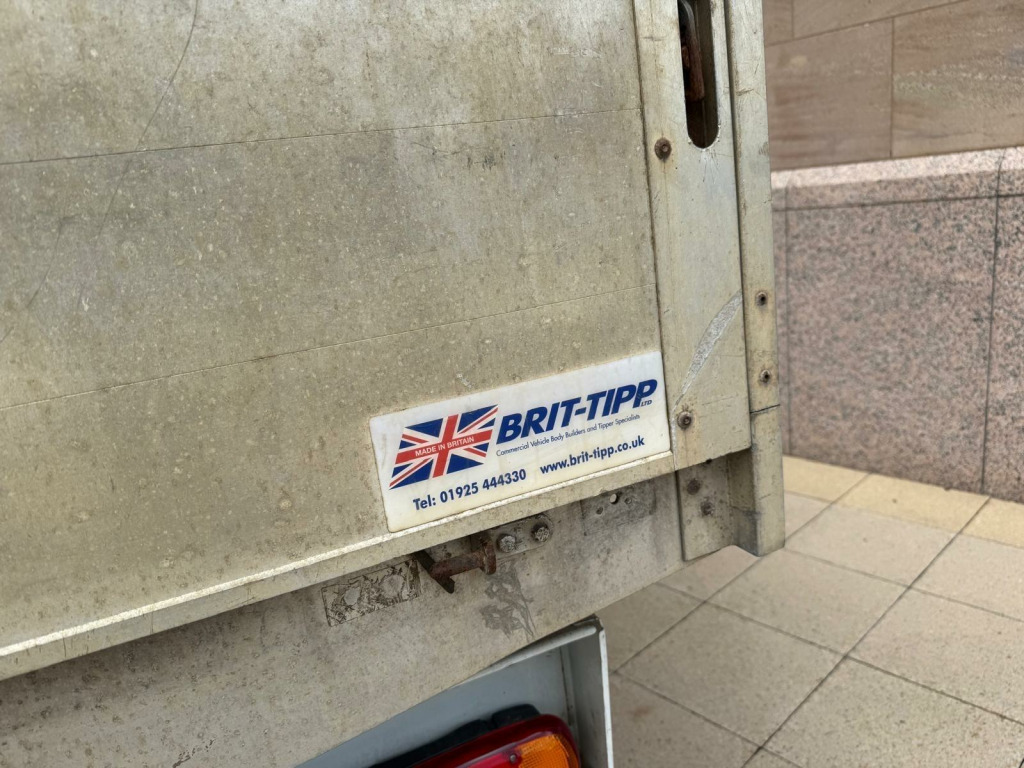 MADE IN BRITAIN
BRIT-TIPP LTD
Commercial Vehicle Body Builders and Tipper Specialists
Tel: 01925 444330 www.brit-tipp.co.uk